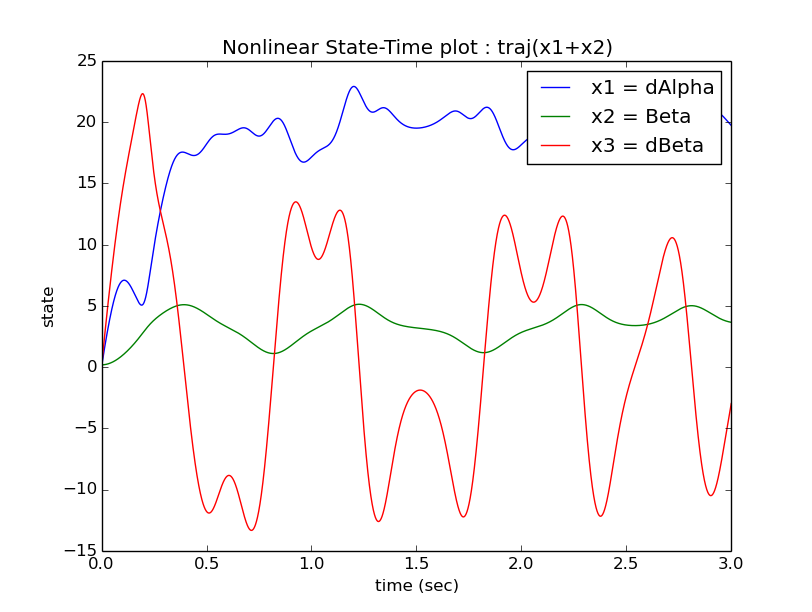 Nonlinear State-Time plot : traj(x1+x2)
25
20
15
10
5
0
−5
−10
−15
state
x1 = dAlpha
x2 = Beta
x3 = dBeta
0.0 0.5 1.0 1.5 2.0 2.5 3.0
time (sec)